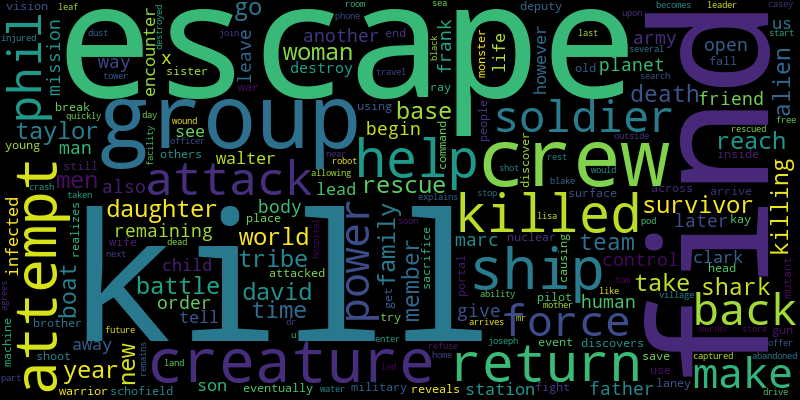 vision leaf
escape
room sea
becomes leader casey
phil
injured
mission
dust destroyed join
tower
go
encounter
x
sister
leave
phone
another end
destroy
war
woman
frank
black
last
monster
life
travel
deputy
however
old
upon
several
army
planet
search
us
open
fall
start
alien
find
way
group
ray
base
soldier
death
friend
taylor
break
quickly
day
wound
using
see
begin
people
command
crew
reach
free
young
man
facility
officer
others
near
robot
allowing
walter
help
discover
outside
rescued
inside
still
men
also
attack
lead
rescue
shot
rest
would
surface
across
arrive
attempt
crash
taken
infected
realizes
wife
next
dead
daughter
remaining
kill
body
place
world
hospital
soon
power
family
get
member
sacrifice
explains
stop
blake
killed
lisa
pod
survivor
later
kay
killing
boat
child
tribe
attacked
marc
portal
nuclear
causing
team
control
clark
head
mutant
battle
order
david
time
dr
u
try
give
ability
ship
pilot
mother
like
human
tom
take
shark
village
gun
agrees
brother
future
tell
enter
arrives
mr
force
back
murder
store
offer
machine
away
shoot
remains
creature
led
refuse
home
return
joseph
event
discovers
save
captured
abandoned
make
part
new
year
warrior
schofield
land
son
eventually
water
military
reveals
station
fight
father
laney
use
drive